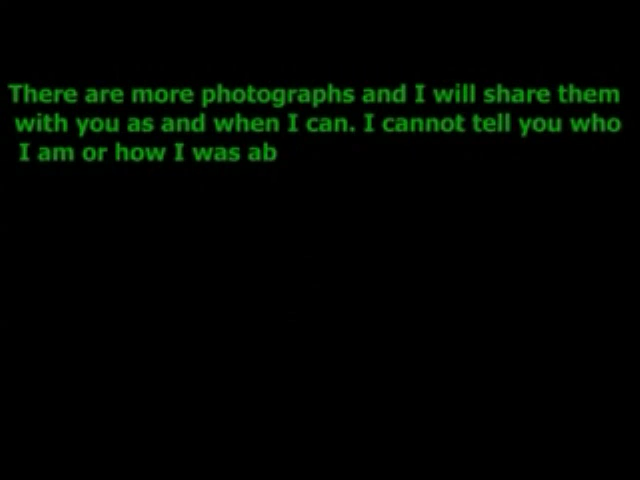 There are more photographs and I will share them
with you as and when I can. I cannot tell you who
I am or how I was ab